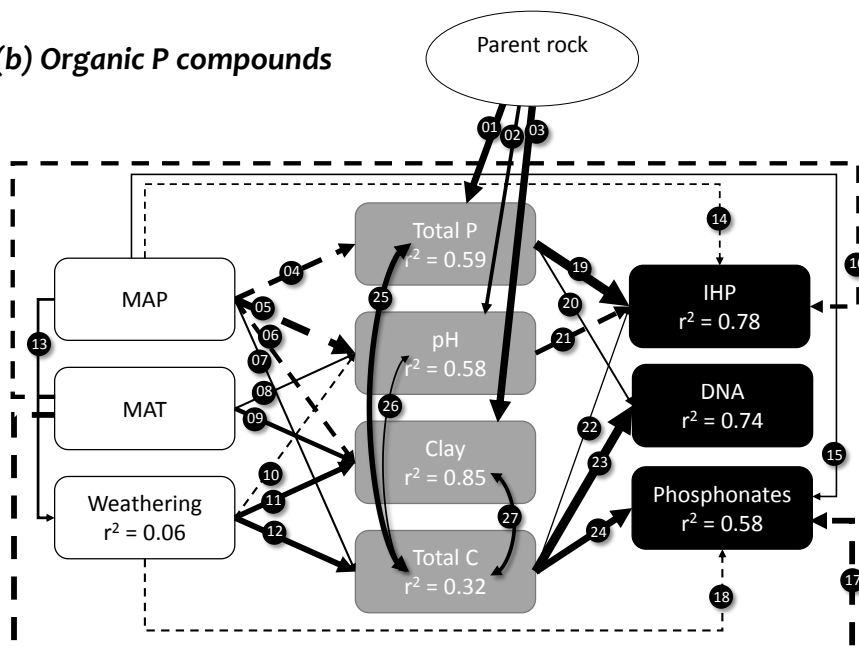 (b) Organic P compounds
Parent rock
01
02
03
Total P
r² = 0.59
14
MAP
04
05
06
07
13
25
19
20
21
IHP
r² = 0.78
pH
r² = 0.58
MAT
08
09
26
22
23
DNA
r² = 0.74
Clay
r² = 0.85
15
Weathering
r² = 0.06
10
11
12
27
24
Phosphonates
r² = 0.58
Total C
r² = 0.32
17
18